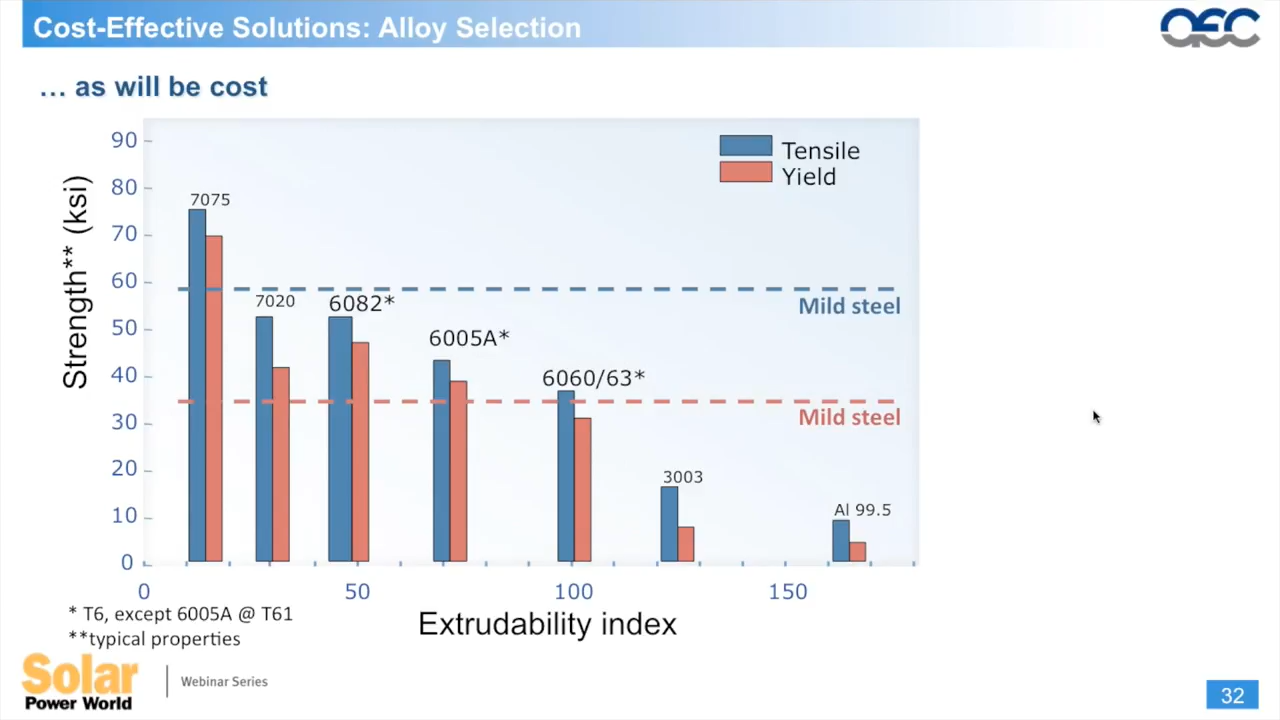 Cost-Effective Solutions: Alloy Selection
AEC
... as will be cost
Strength** (ksi)
90
80
70
60
50
40
30
20
10
0
Tensile
Yield
7075
7020
6082*
6005A*
6060/63*
3003
Al 99.5
Mild steel
Mild steel
0 50 100 150
Extrudability index
* T6, except 6005A @ T61
**typical properties
Solar
Power World
Webinar Series
32